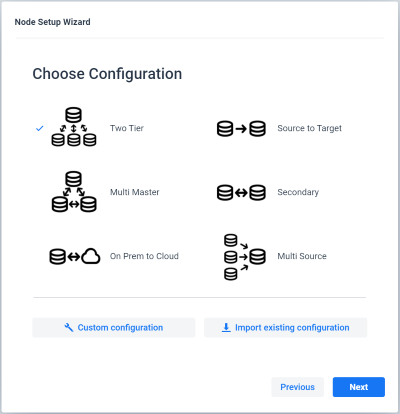 Node Setup Wizard
Choose Configuration
Two Tier
Source to Target
Multi Master
Secondary
On Prem to Cloud
Multi Source
Custom configuration
Import existing configuration
Previous
Next